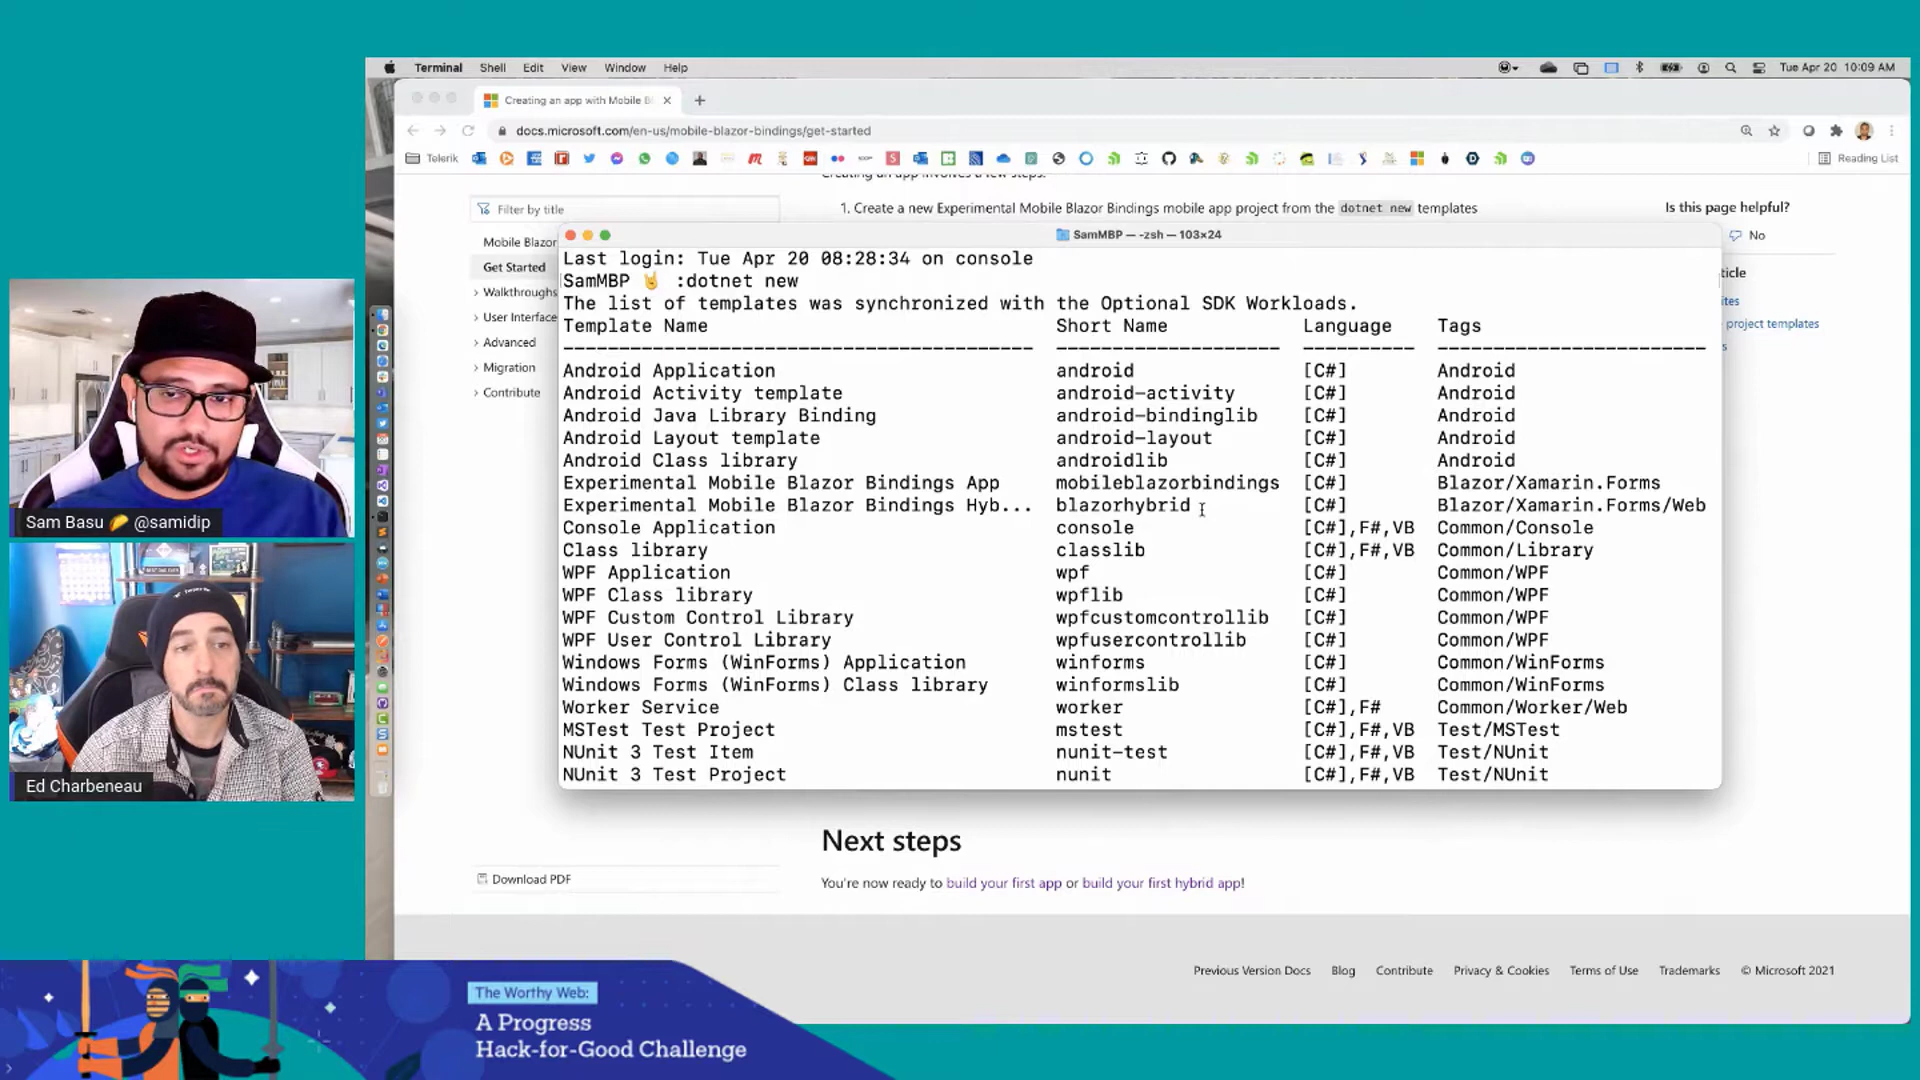 Terminal Shell Edit View Window Help
Tue Apr 20 10:09 AM
Creating an app with Mobile B
docs.microsoft.com/en-us/mobile-blazor-bindings/get-started
Telerik
Reading List
Creating an app involves a few steps.
Filter by title
1. Create a new Experimental Mobile Blazor Bindings mobile app project from the dotnet new templates
Is this page helpful?
No
Mobile Blazor
Get Started
Walkthroughs
User Interface
Advanced
Migration
Contribute
ticle
ites
project templates
s
SamMBP — -zsh — 103×24
Last login: Tue Apr 20 08:28:34 on console
SamMBP 🤘 :dotnet new
The list of templates was synchronized with the Optional SDK Workloads.
Template Name Short Name Language Tags
Android Application android [C#] Android
Android Activity template android-activity [C#] Android
Android Java Library Binding android-bindinglib [C#] Android
Android Layout template android-layout [C#] Android
Android Class library androidlib [C#] Android
Experimental Mobile Blazor Bindings App mobileblazorbindings [C#] Blazor/Xamarin.Forms
Experimental Mobile Blazor Bindings Hyb... blazorhybrid [C#] Blazor/Xamarin.Forms/Web
Console Application console [C#],F#,VB Common/Console
Class library classlib [C#],F#,VB Common/Library
WPF Application wpf [C#] Common/WPF
WPF Class library wpflib [C#] Common/WPF
WPF Custom Control Library wpfcustomcontrollib [C#] Common/WPF
WPF User Control Library wpfusercontrollib [C#] Common/WPF
Windows Forms (WinForms) Application winforms [C#] Common/WinForms
Windows Forms (WinForms) Class library winformslib [C#] Common/WinForms
Worker Service worker [C#],F# Common/Worker/Web
MSTest Test Project mstest [C#],F#,VB Test/MSTest
NUnit 3 Test Item nunit-test [C#],F#,VB Test/NUnit
NUnit 3 Test Project nunit [C#],F#,VB Test/NUnit
Next steps
You're now ready to build your first app or build your first hybrid app!
Download PDF
Previous Version Docs Blog Contribute Privacy & Cookies Terms of Use Trademarks © Microsoft 2021
Sam Basu 🌮 @samidip
Ed Charbeneau
The Worthy Web:
A Progress
Hack-for-Good Challenge